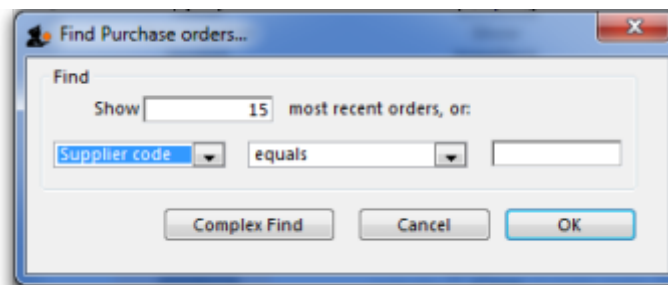 Find Purchase orders...
Find
Show 15 most recent orders, or:
Supplier code equals
Complex Find Cancel OK